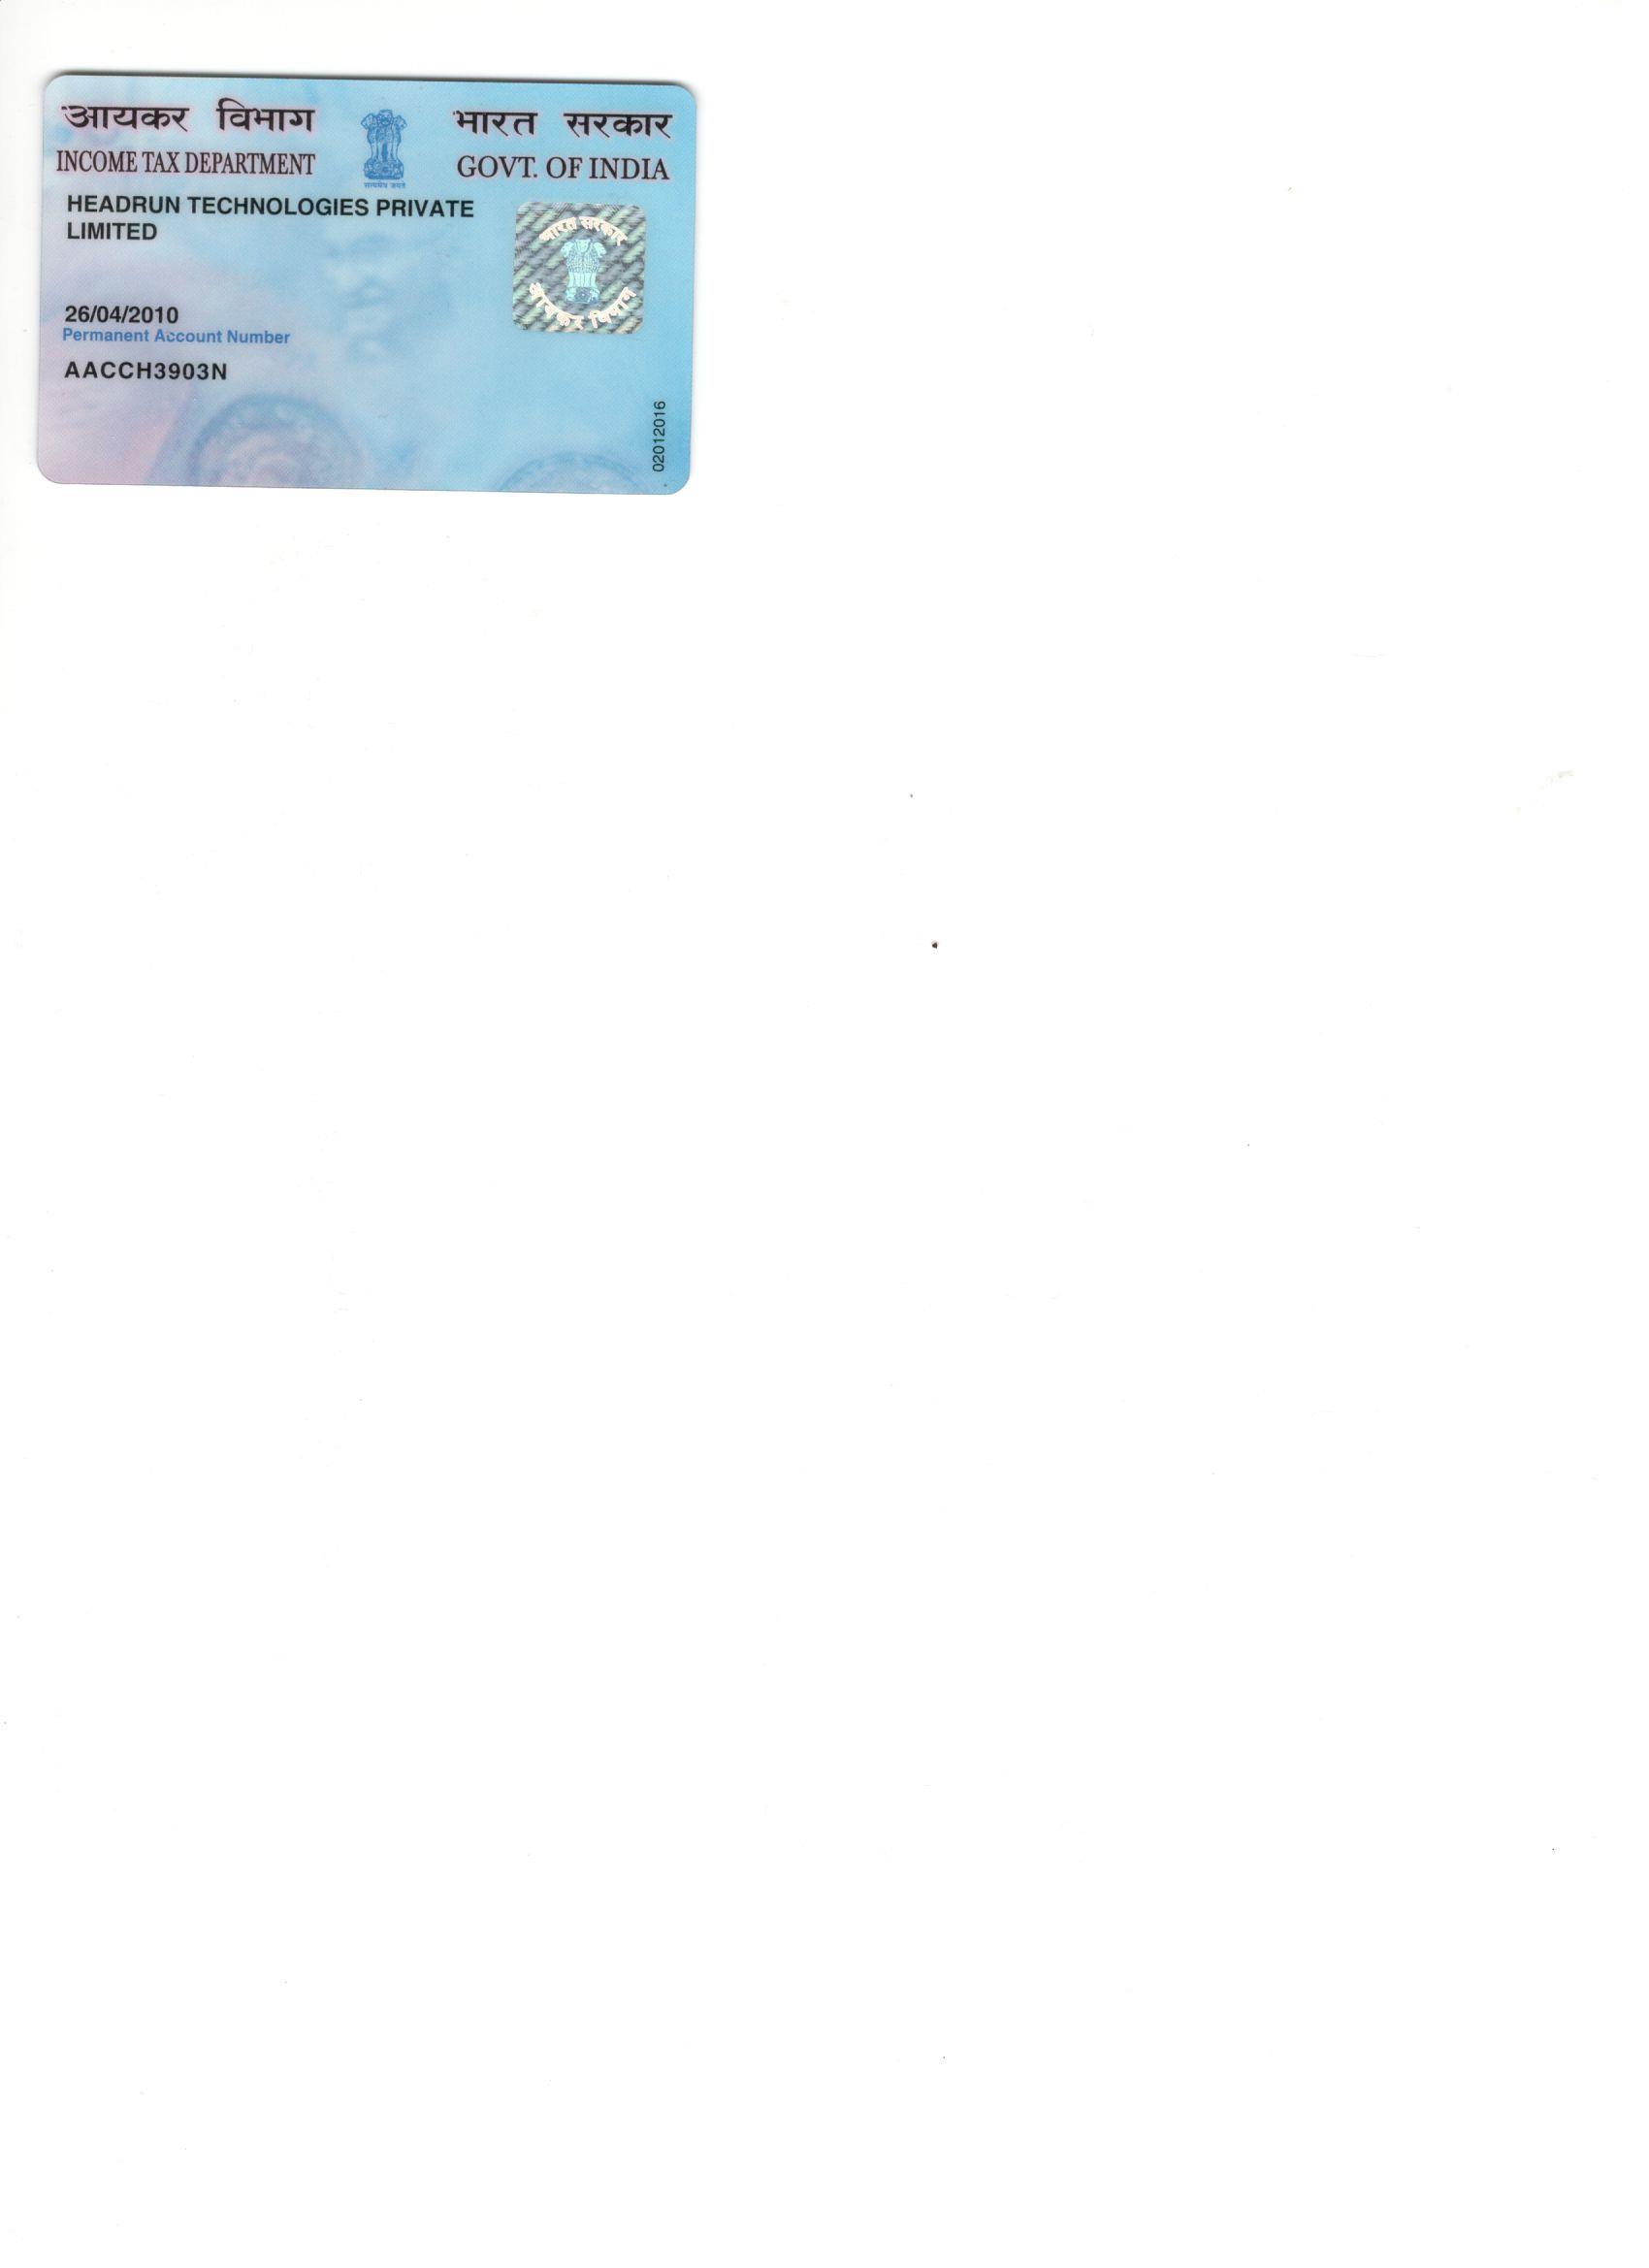 आयकर विभाग
INCOME TAX DEPARTMENT
सत्यमेव जयते
भारत सरकार
GOVT. OF INDIA
HEADRUN TECHNOLOGIES PRIVATE
LIMITED
भारत सरकार
आयकर विभाग
26/04/2010
Permanent Account Number
AACCH3903N
02012016